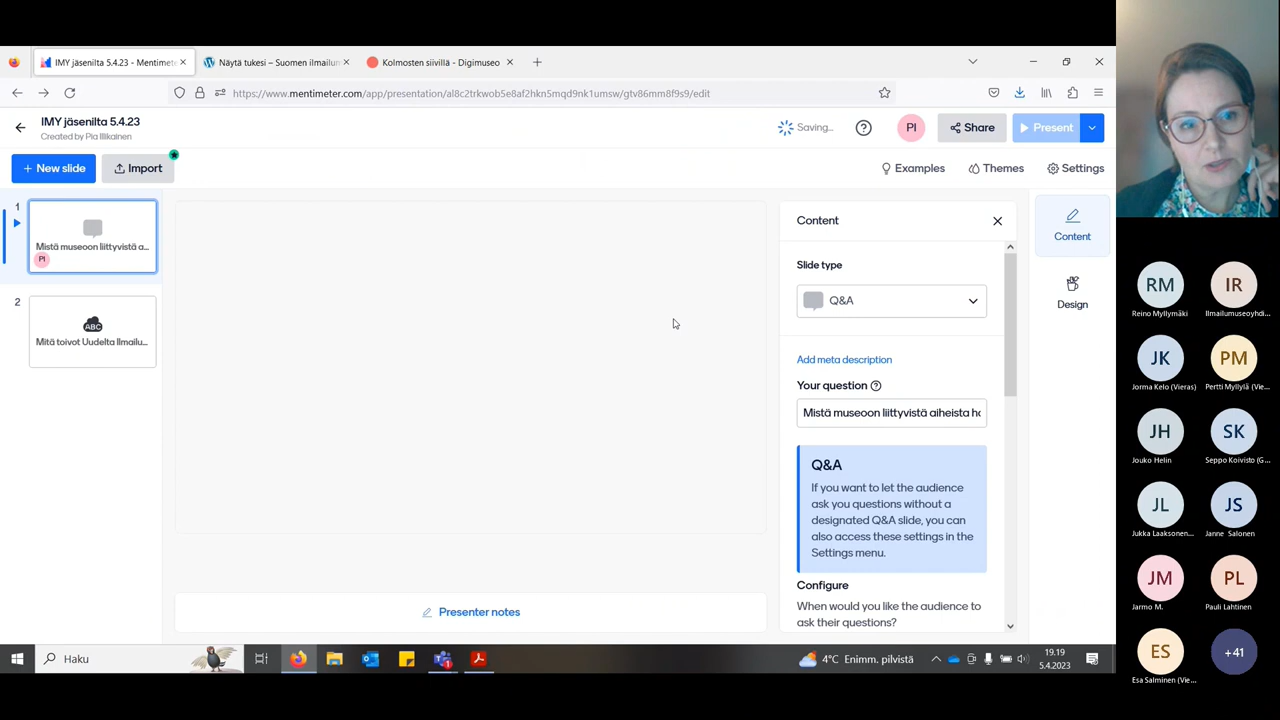 IMY jäsenilta 5.4.23 - Mentimete
Näytä tukesi – Suomen ilmailun
Kolmosten siivillä - Digimuseo
https://www.mentimeter.com/app/presentation/al8c2trkwob5e8af2hkn5mqd9nk1umsw/gtv86mm8f9s9/edit
IMY jäsenilta 5.4.23
Created by Pia Illikainen
Saving...
PI
Share
Present
+ New slide
Import
Examples
Themes
Settings
1
Mistä museoon liittyvistä a...
PI
2
ABC
Mitä toivot Uudelta Ilmailu...
Content
Slide type
Q&A
Add meta description
Your question
Mistä museoon liittyvistä aiheista
Q&A
If you want to let the audience
ask you questions without a
designated Q&A slide, you can
also access these settings in the
Settings menu.
Configure
When would you like the audience to
ask their questions?
Content
Design
Presenter notes
Haku
4°C Enimm. pilvistä
19.19
5.4.2023
RM
Reino Myllymäki
IR
Ilmailumuseoyhdi...
JK
Jorma Kelo (Vieras)
PM
Pertti Myllylä (Vie...
JH
Jouko Helin
SK
Seppo Koivisto (G...
JL
Jukka Laaksonen...
JS
Janne Salonen
JM
Jarmo M.
PL
Pauli Lahtinen
ES
Esa Salminen (Vie...
+41